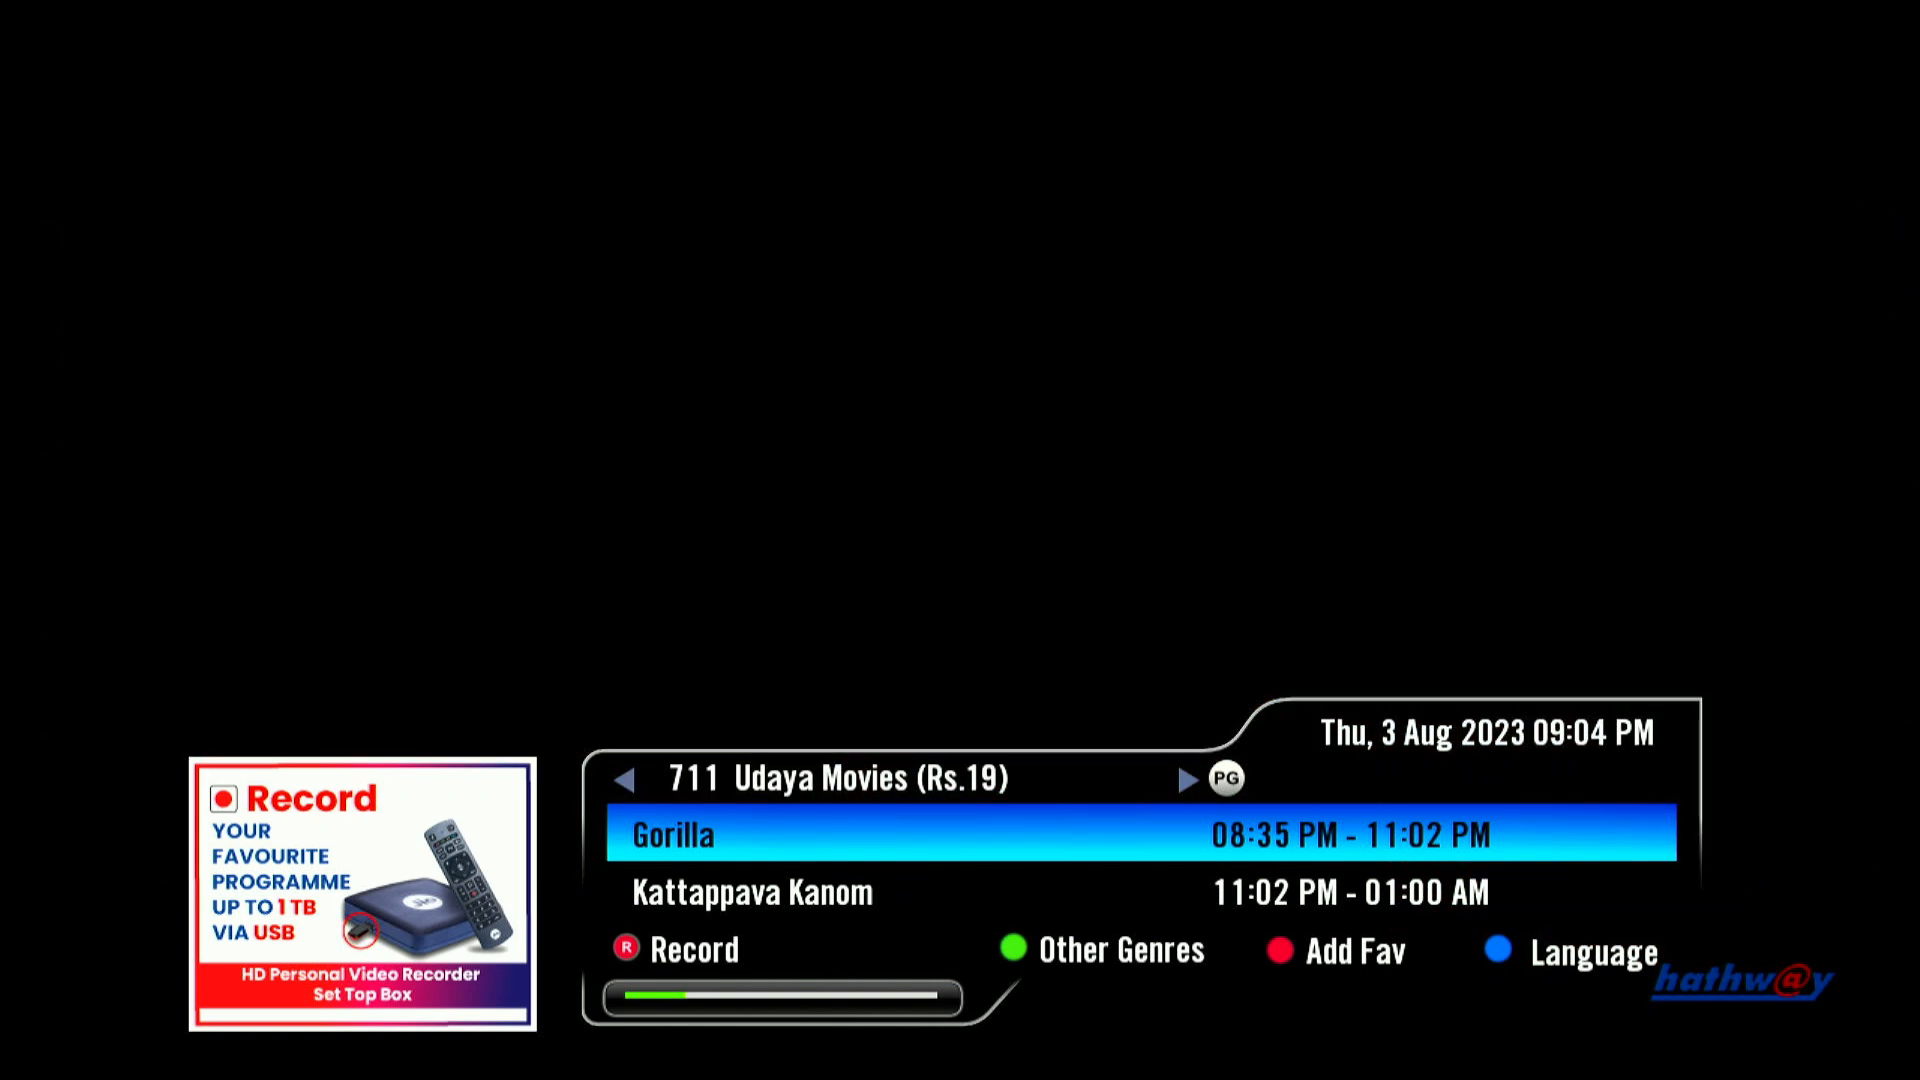 Thu, 3 Aug 2023 09:04 PM
711 Udaya Movies (Rs.19)
PG
Gorilla 08:35 PM - 11:02 PM
Kattappava Kanom 11:02 PM - 01:00 AM
R Record Other Genres Add Fav Language
hathw@y
Record
YOUR
FAVOURITE
PROGRAMME
UP TO 1 TB
VIA USB
Jio
HD Personal Video Recorder
Set Top Box